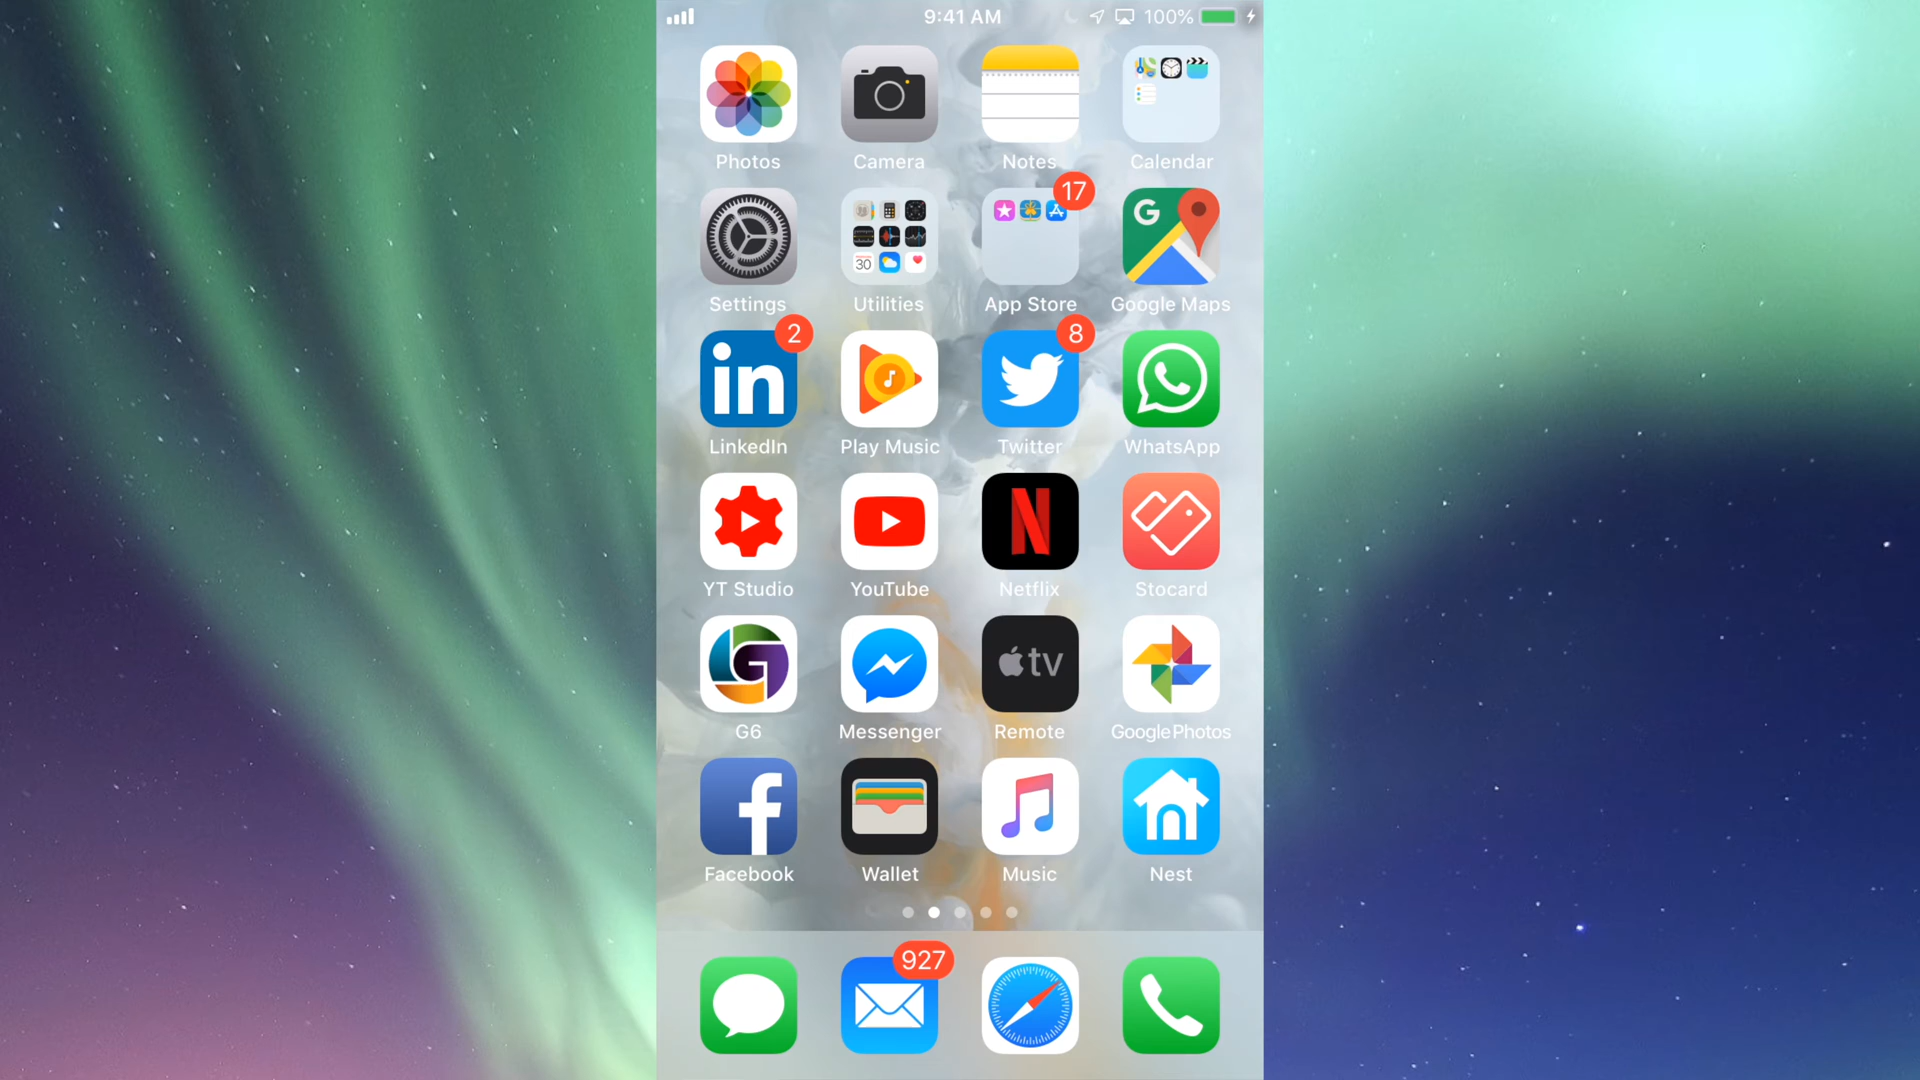 9:41 AM 100%
Photos Camera Notes Calendar
17
30
Settings Utilities App Store Google Maps
2 8
in
LinkedIn Play Music Twitter WhatsApp
N
YT Studio YouTube Netflix Stocard
G tv
G6 Messenger Remote Google Photos
f
Facebook Wallet Music Nest
927